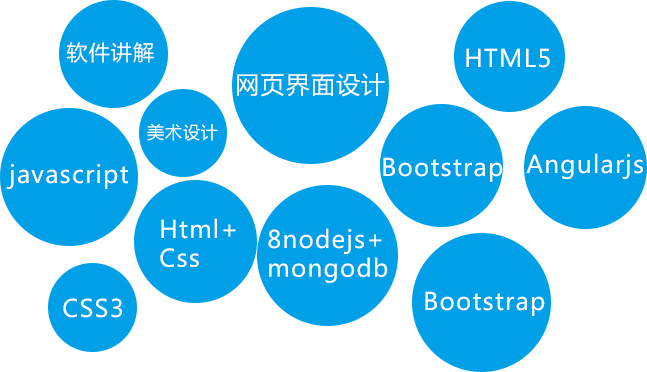 软件讲解
网页界面设计
HTML5
美术设计
javascript
Bootstrap
Angularjs
Html+
Css
8nodejs+
mongodb
CSS3
Bootstrap